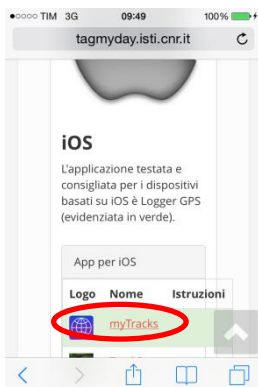 TIM 3G 09:49 100%
tagmyday.isti.cnr.it
iOS
L'applicazione testata e
consigliata per i dispositivi
basati su iOS è Logger GPS
(evidenziata in verde).
App per iOS
Logo Nome Istruzioni
myTracks